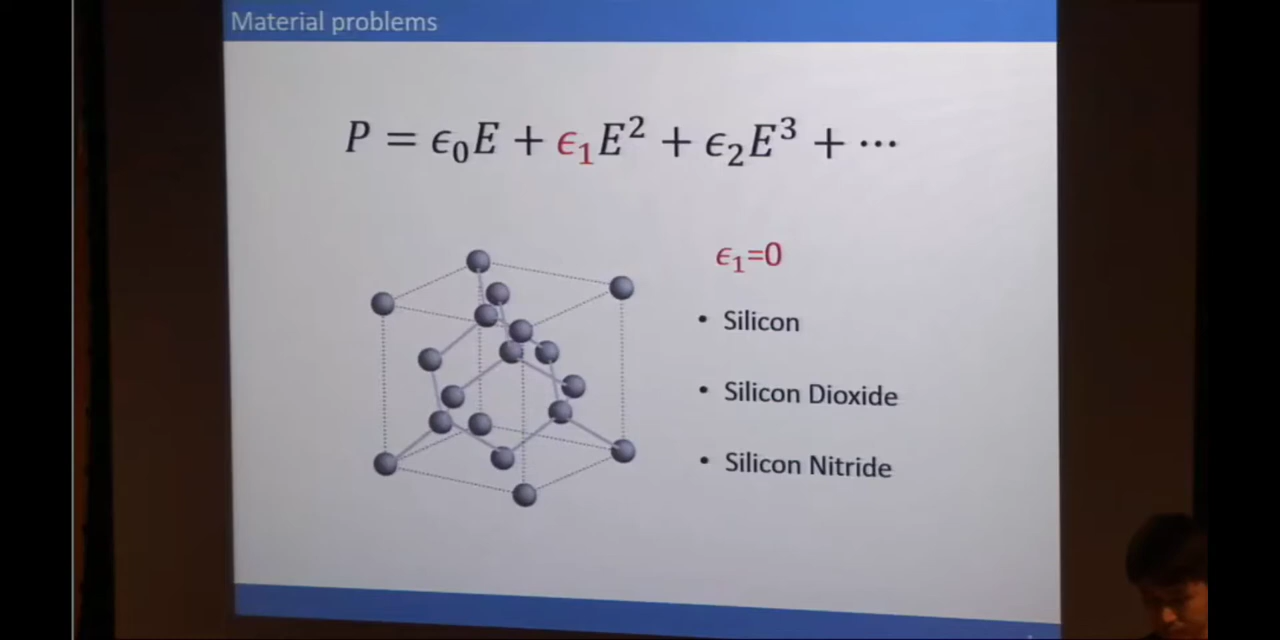 Material problems
P = ϵ₀E + ϵ₁E² + ϵ₂E³ + ⋯
ϵ₁=0
• Silicon
• Silicon Dioxide
• Silicon Nitride